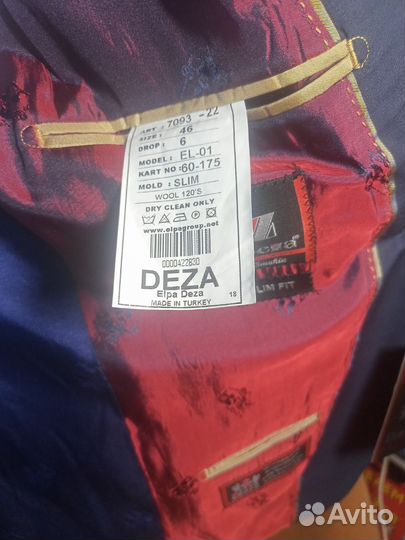 ART : 7093 -22
SIZE : 46
DROP : 6
MODEL : EL-01
KART NO : 60-175
MOLD : SLIM
WOOL 120'S
DRY CLEAN ONLY
www.elpagroup.net
0000422830
DEZA
Elpa Deza
MADE IN TURKEY
18
SLIM FIT
Avito